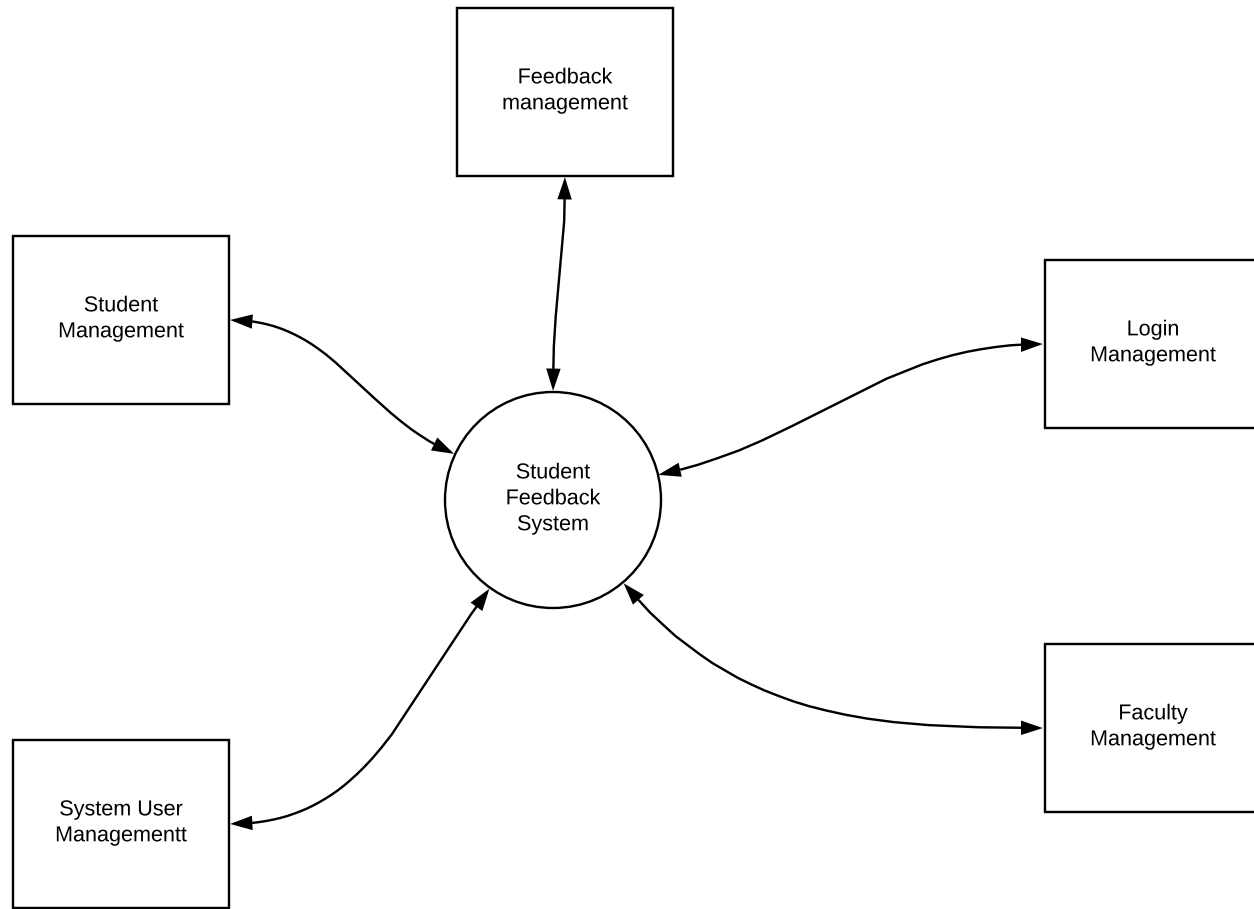 Feedback
management
Student
Management
Login
Management
Student
Feedback
System
Faculty
Management
System User
Managementt